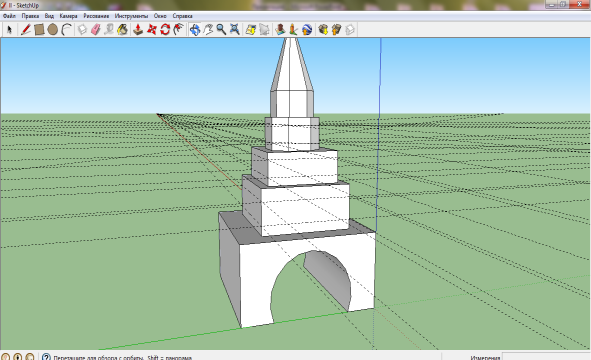 II - SketchUp
Файл Правка Вид Камера Рисование Инструменты Окно Справка
Перетащите для обзора с орбиты. Shift = панорама
Измерения